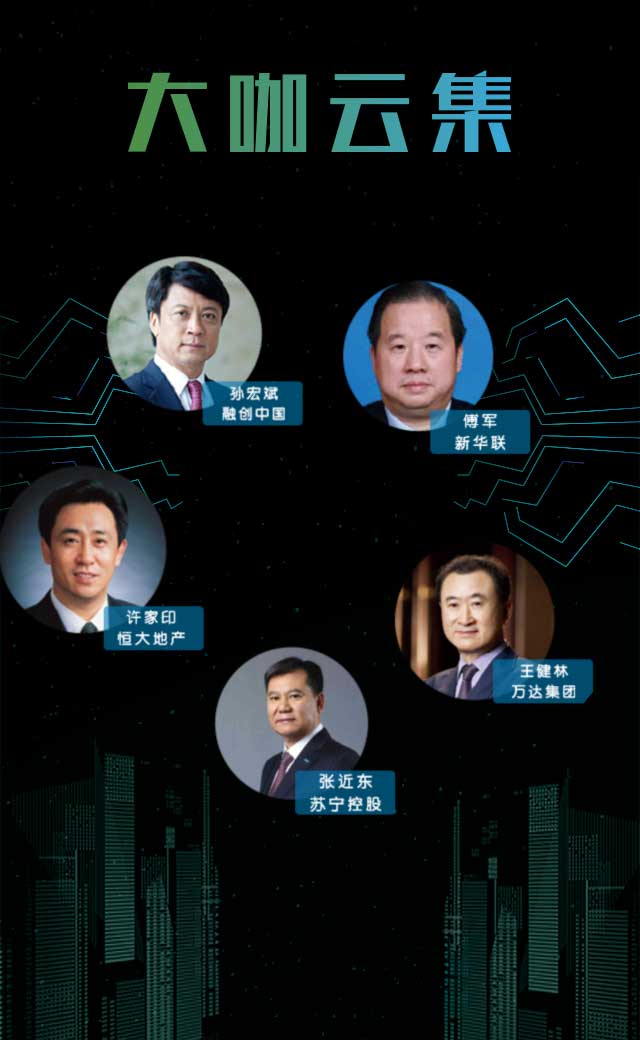 大咖云集
孙宏斌
融创中国
傅军
新华联
许家印
恒大地产
王健林
万达集团
张近东
苏宁控股